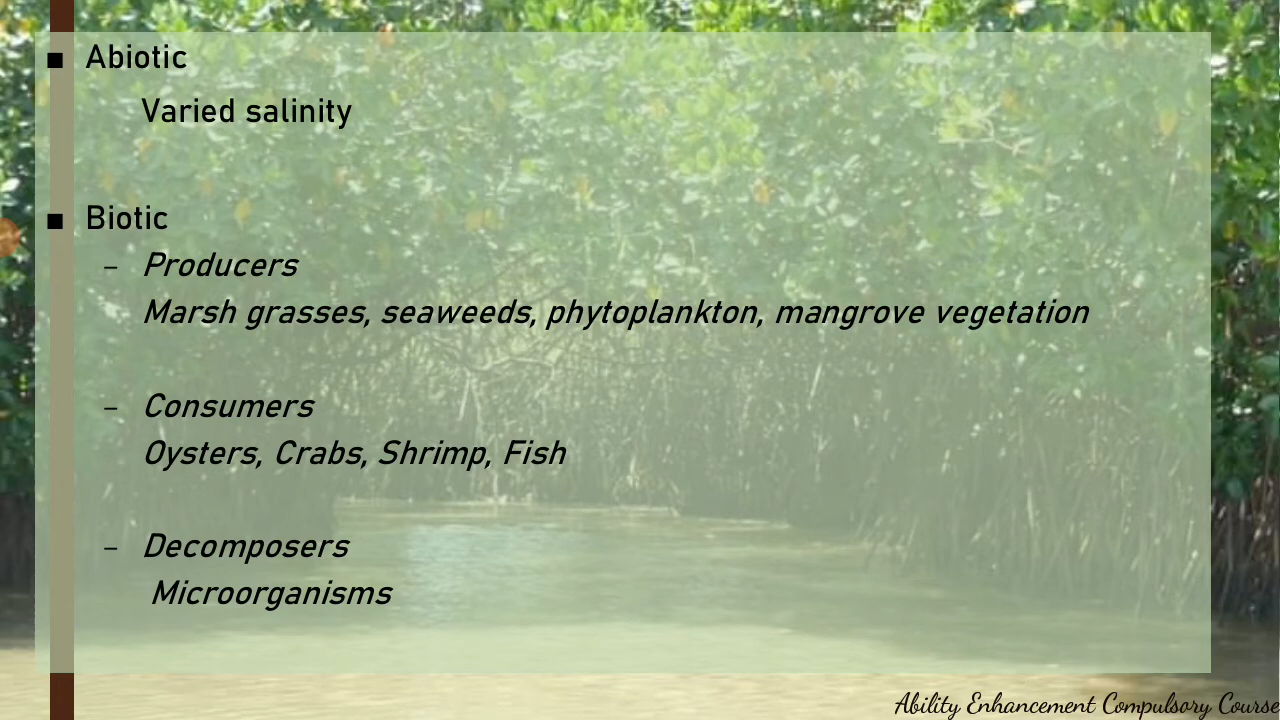 ■ Abiotic
Varied salinity
■ Biotic
– Producers
Marsh grasses, seaweeds, phytoplankton, mangrove vegetation
– Consumers
Oysters, Crabs, Shrimp, Fish
– Decomposers
Microorganisms
Ability Enhancement Compulsory Course